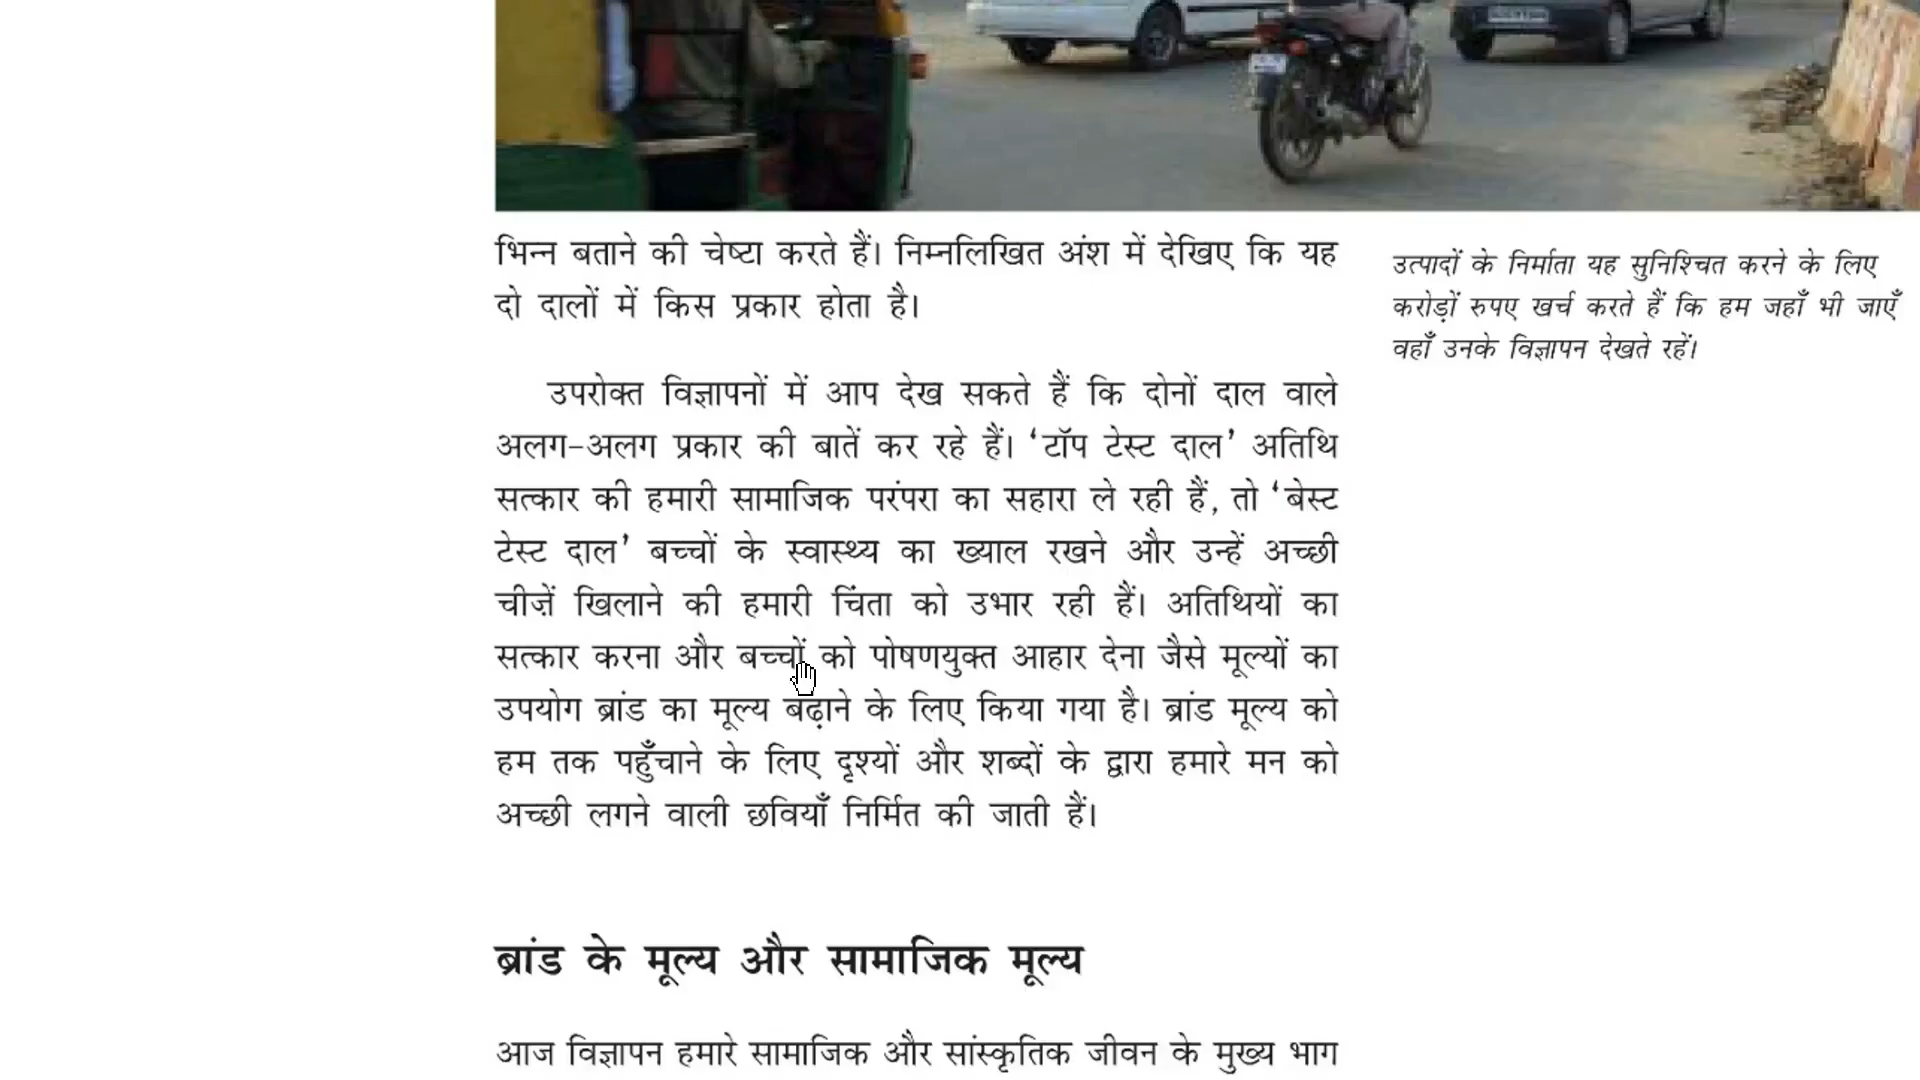 भिन्न बताने की चेष्टा करते हैं। निम्नलिखित अंश में देखिए कि यह
दो दालों में किस प्रकार होता है।
उपरोक्त विज्ञापनों में आप देख सकते हैं कि दोनों दाल वाले
अलग-अलग प्रकार की बातें कर रहे हैं। ‘टॉप टेस्ट दाल’ अतिथि
सत्कार की हमारी सामाजिक परंपरा का सहारा ले रही हैं, तो ‘बेस्ट
टेस्ट दाल’ बच्चों के स्वास्थ्य का ख्याल रखने और उन्हें अच्छी
चीज़ें खिलाने की हमारी चिंता को उभार रही हैं। अतिथियों का
सत्कार करना और बच्चों को पोषणयुक्त आहार देना जैसे मूल्यों का
उपयोग ब्रांड का मूल्य बढ़ाने के लिए किया गया है। ब्रांड मूल्य को
हम तक पहुँचाने के लिए दृश्यों और शब्दों के द्वारा हमारे मन को
अच्छी लगने वाली छवियाँ निर्मित की जाती हैं।
ब्रांड के मूल्य और सामाजिक मूल्य
आज विज्ञापन हमारे सामाजिक और सांस्कृतिक जीवन के मुख्य भाग
उत्पादों के निर्माता यह सुनिश्चित करने के लिए
करोड़ों रुपए खर्च करते हैं कि हम जहाँ भी जाएँ
वहाँ उनके विज्ञापन देखते रहें।